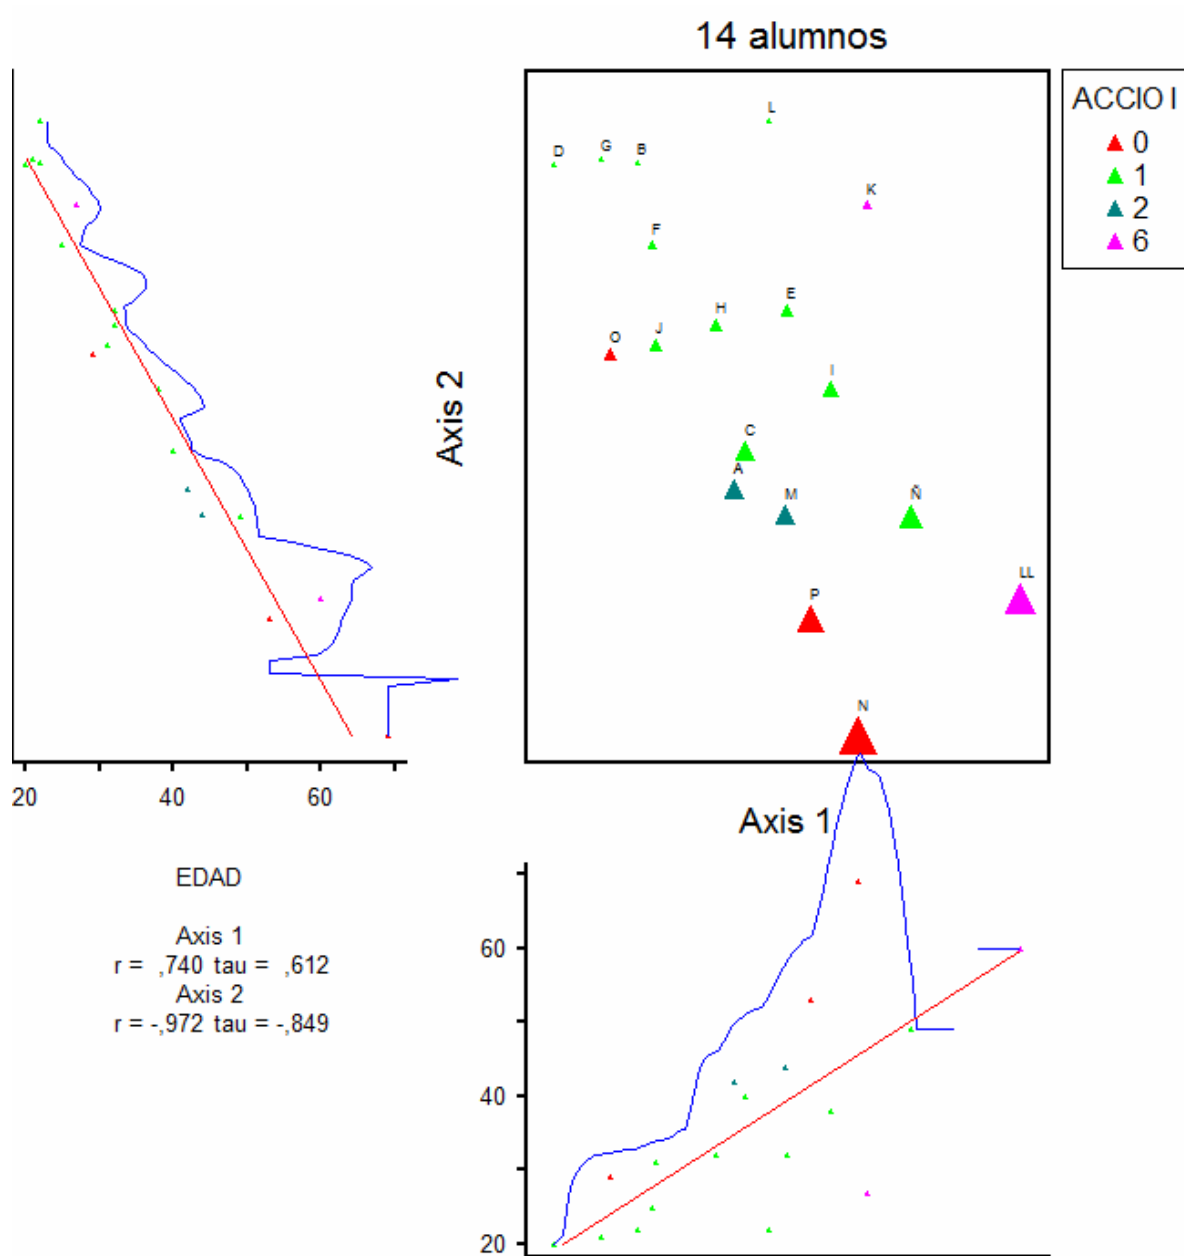 14 alumnos
ACCIO I
0
1
2
6
L
D G B
K
F
E
H
O J
I
C
A
M Ñ
LL
P
N
Axis 2
20 40 60
Axis 1
EDAD
Axis 1
r = ,740 tau = ,612
Axis 2
r = -,972 tau = -,849
60
40
20